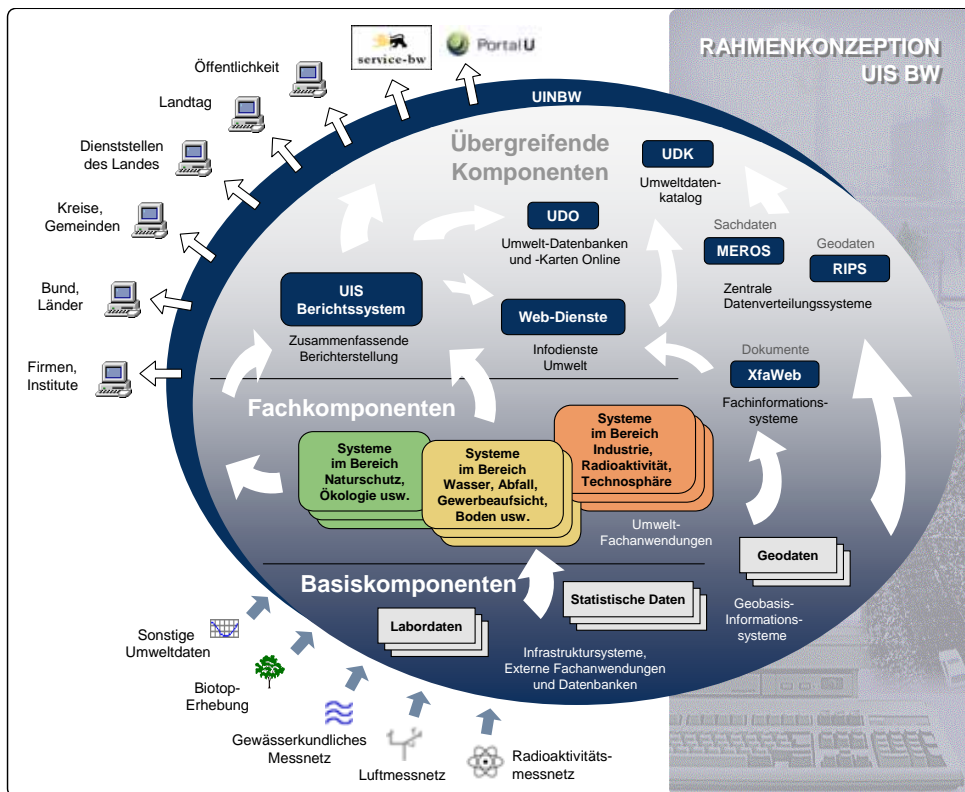 RAHMENKONZEPTION
UIS BW
service-bw
PortalU
UINBW
Öffentlichkeit
Landtag
Dienststellen
des Landes
Kreise,
Gemeinden
Bund,
Länder
Firmen,
Institute
Übergreifende
Komponenten
UDK
Umweltdaten-
katalog
UDO
Umwelt-Datenbanken
und -Karten Online
Sachdaten
MEROS
Geodaten
RIPS
Zentrale
Datenverteilungssysteme
UIS
Berichtssystem
Zusammenfassende
Berichterstellung
Web-Dienste
Infodienste
Umwelt
Dokumente
XfaWeb
Fachinformations-
systeme
Fachkomponenten
Systeme
im Bereich
Naturschutz,
Ökologie usw.
Systeme
im Bereich
Wasser, Abfall,
Gewerbeaufsicht,
Boden usw.
Systeme
im Bereich
Industrie,
Radioaktivität,
Technosphäre
Umwelt-
Fachanwendungen
Basiskomponenten
Labordaten
Statistische Daten
Geodaten
Infrastruktursysteme,
Externe Fachanwendungen
und Datenbanken
Geobasis-
Informations-
systeme
Sonstige
Umweltdaten
Biotop-
Erhebung
Gewässerkundliches
Messnetz
Luftmessnetz
Radioaktivitäts-
messnetz